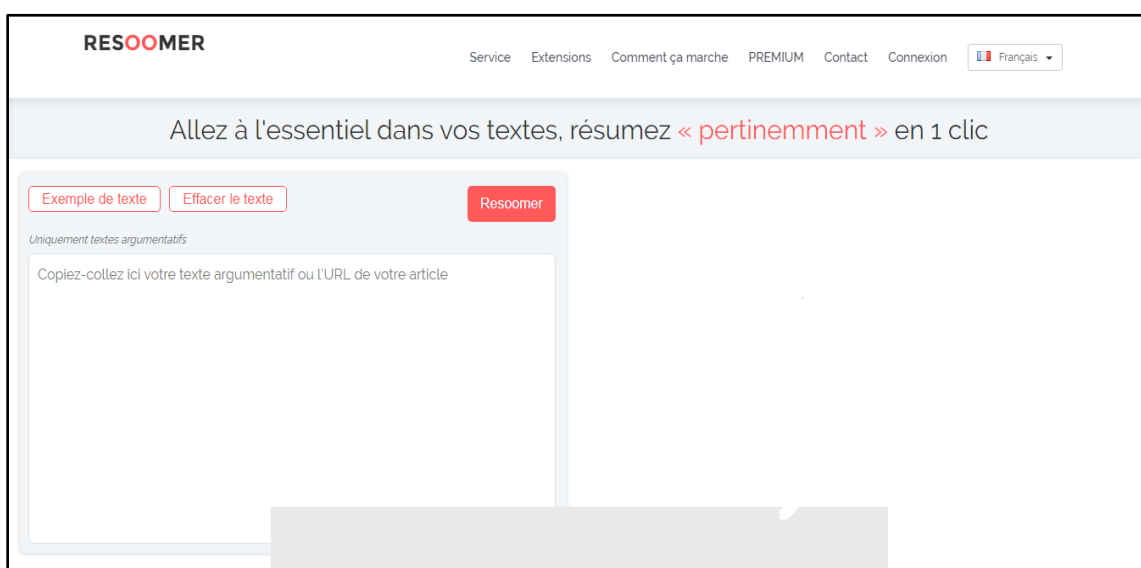 RESOOMER
Service Extensions Comment ça marche PREMIUM Contact Connexion Français
Allez à l'essentiel dans vos textes, résumez « pertinemment » en 1 clic
Exemple de texte Effacer le texte Resoomer
Uniquement textes argumentatifs
Copiez-collez ici votre texte argumentatif ou l'URL de votre article